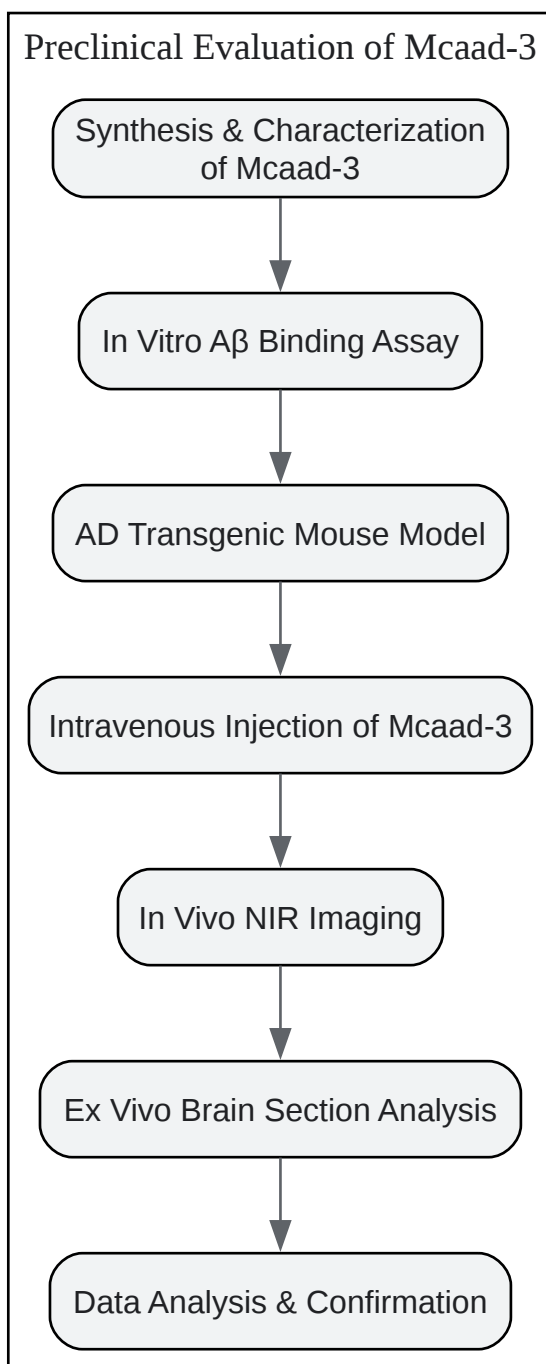 Preclinical Evaluation of Mcaad-3
Synthesis & Characterization
of Mcaad-3
In Vitro Aβ Binding Assay
AD Transgenic Mouse Model
Intravenous Injection of Mcaad-3
In Vivo NIR Imaging
Ex Vivo Brain Section Analysis
Data Analysis & Confirmation